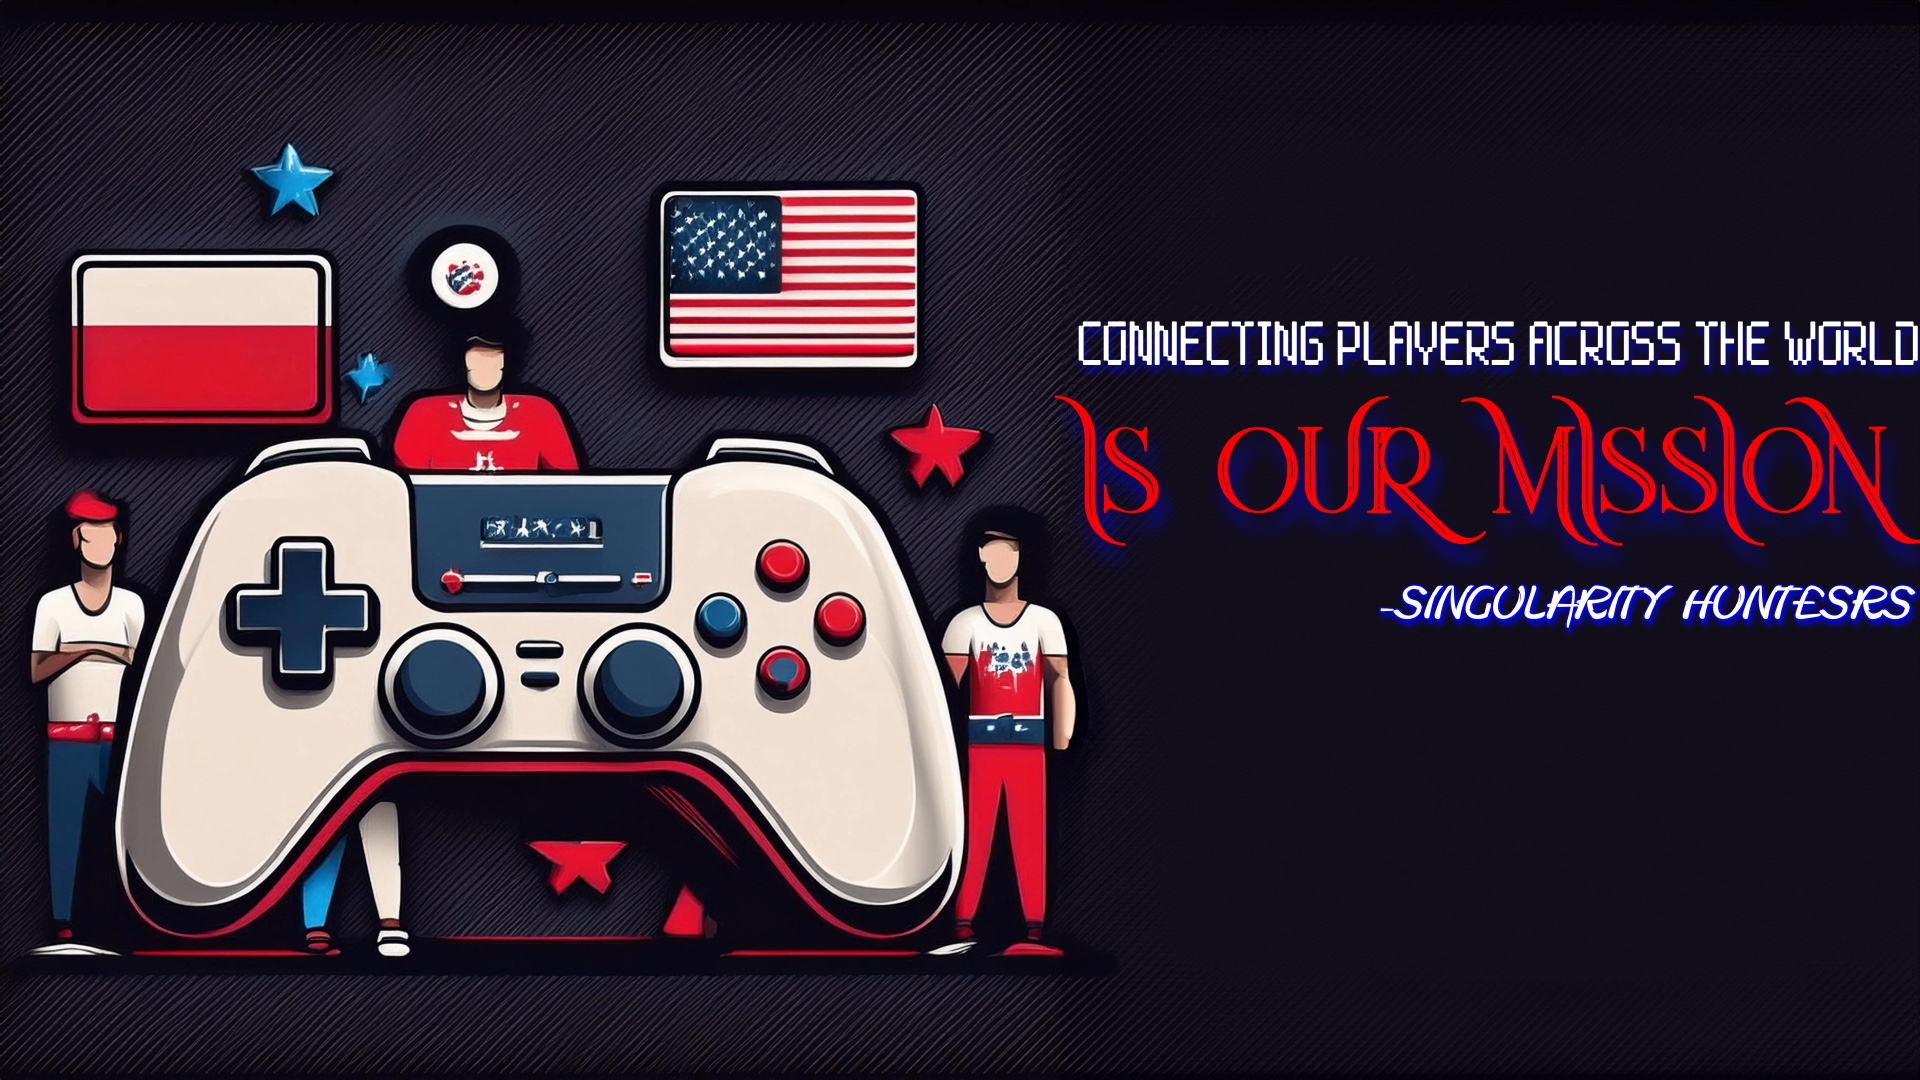 CONNECTING PLAYERS ACROSS THE WORLD
IS OUR MISSION
-SINGULARITY HUNTESRS